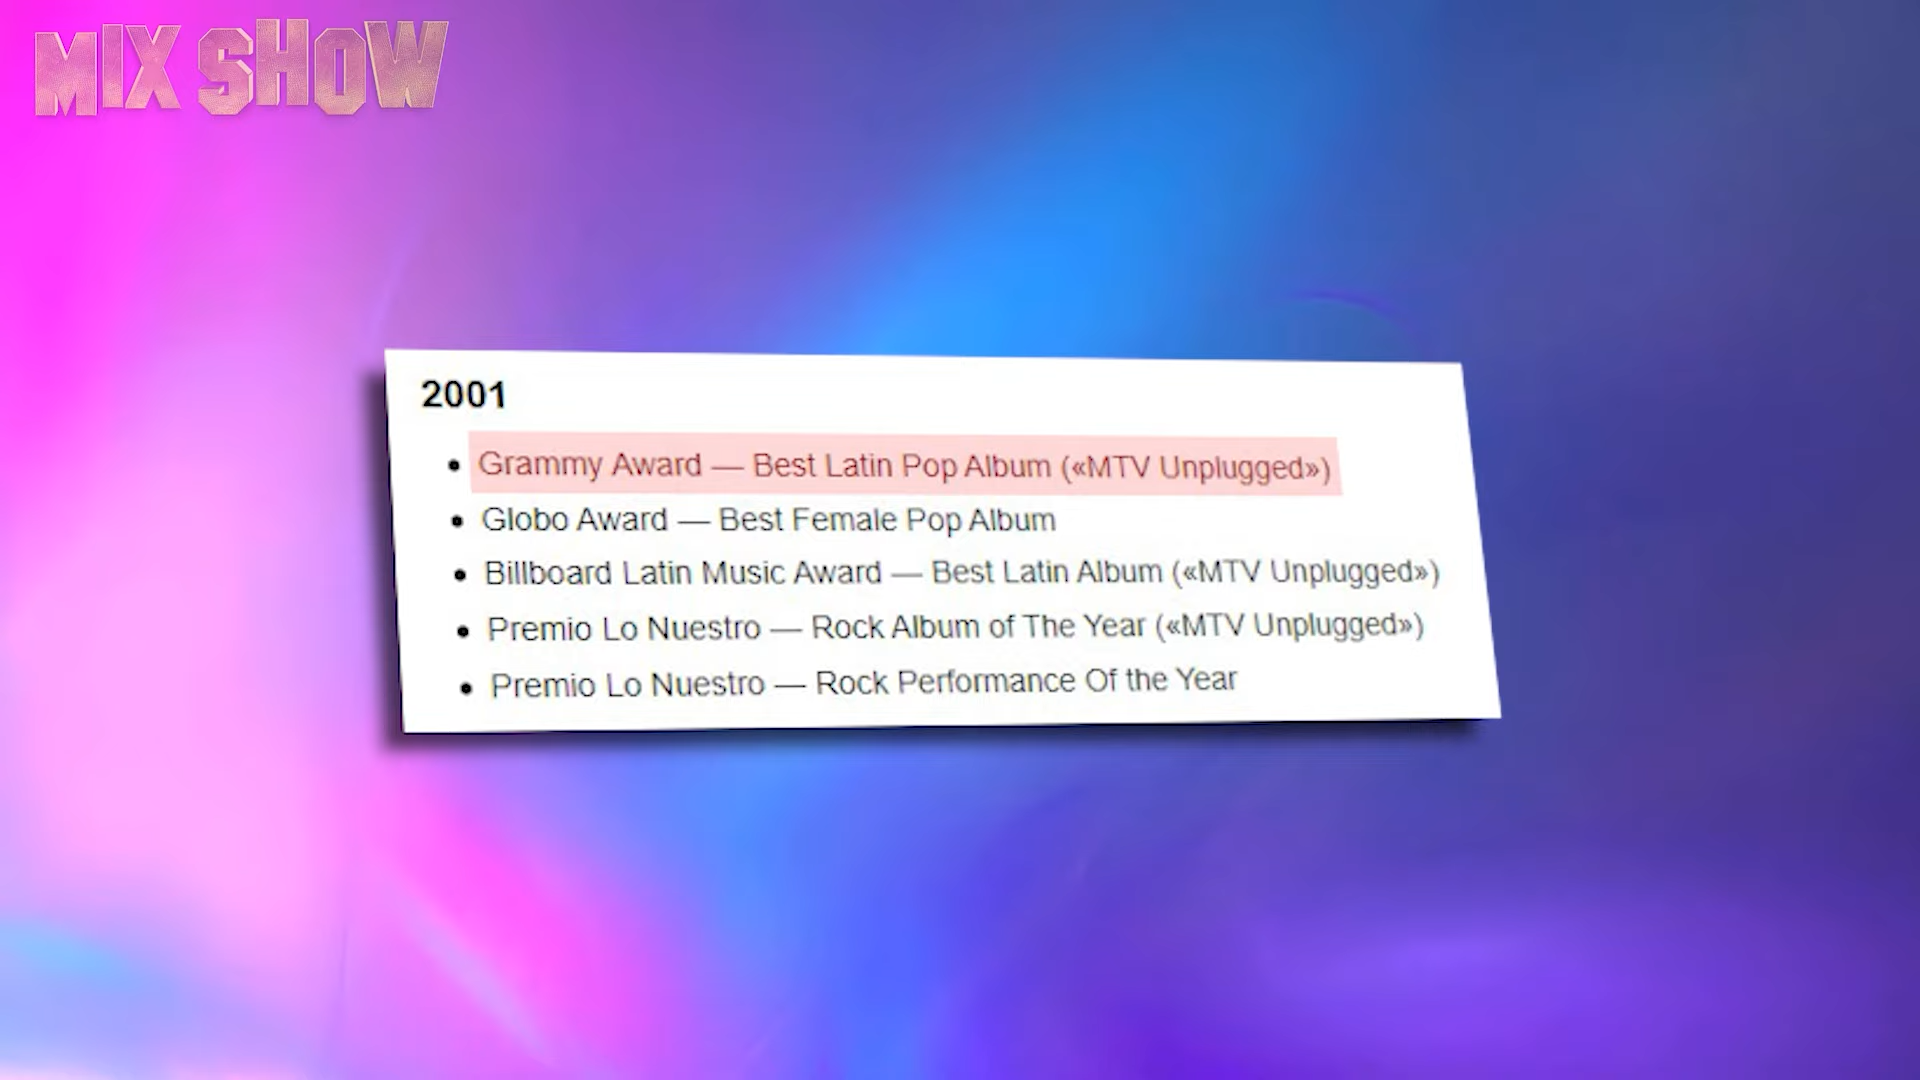 MIX SHOW
2001
Grammy Award — Best Latin Pop Album («MTV Unplugged»)
Globo Award — Best Female Pop Album
Billboard Latin Music Award — Best Latin Album («MTV Unplugged»)
Premio Lo Nuestro — Rock Album of The Year («MTV Unplugged»)
Premio Lo Nuestro — Rock Performance Of the Year